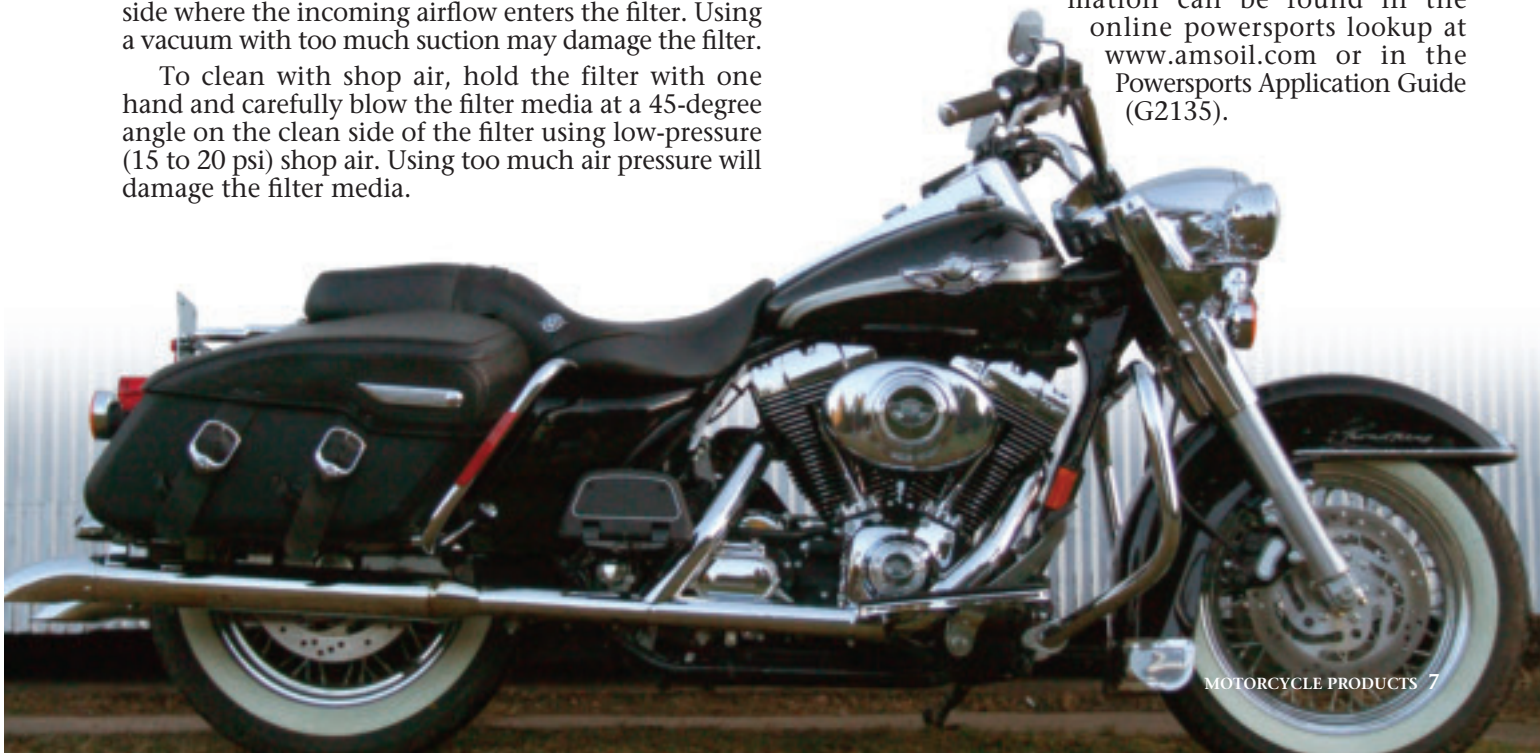 side where the incoming airflow enters the filter. Using
a vacuum with too much suction may damage the filter.
To clean with shop air, hold the filter with one
hand and carefully blow the filter media at a 45-degree
angle on the clean side of the filter using low-pressure
(15 to 20 psi) shop air. Using too much air pressure will
damage the filter media.
mation can be found in the
online powersports lookup at
www.amsoil.com or in the
Powersports Application Guide
(G2135).
MOTORCYCLE PRODUCTS 7